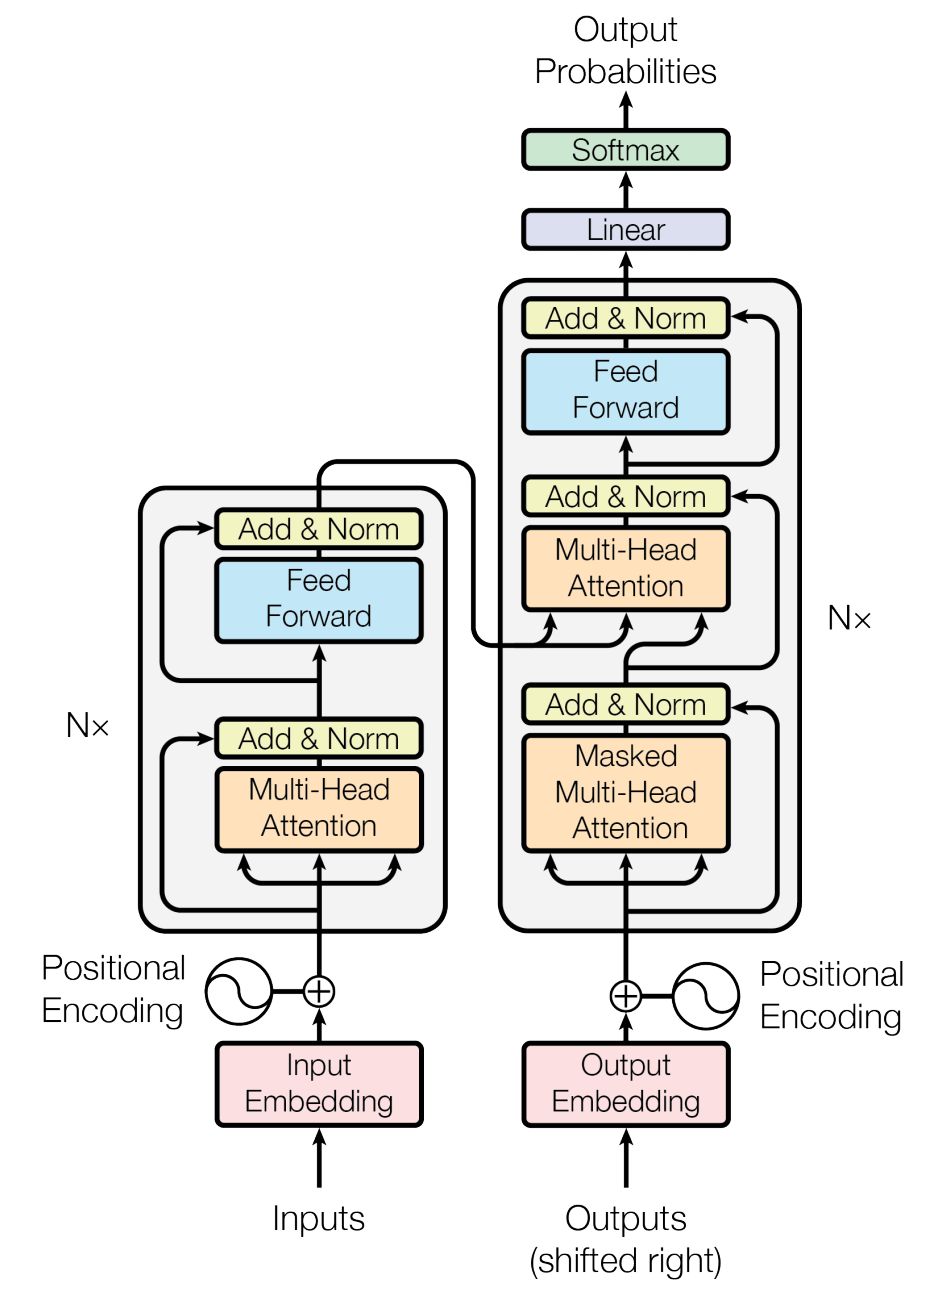 Output
Probabilities
Softmax
Linear
Add & Norm
Feed
Forward
Add & Norm
Multi-Head
Attention
N×
Add & Norm
Masked
Multi-Head
Attention
Add & Norm
Feed
Forward
N×
Add & Norm
Multi-Head
Attention
Positional
Encoding
Positional
Encoding
Input
Embedding
Output
Embedding
Inputs
Outputs
(shifted right)